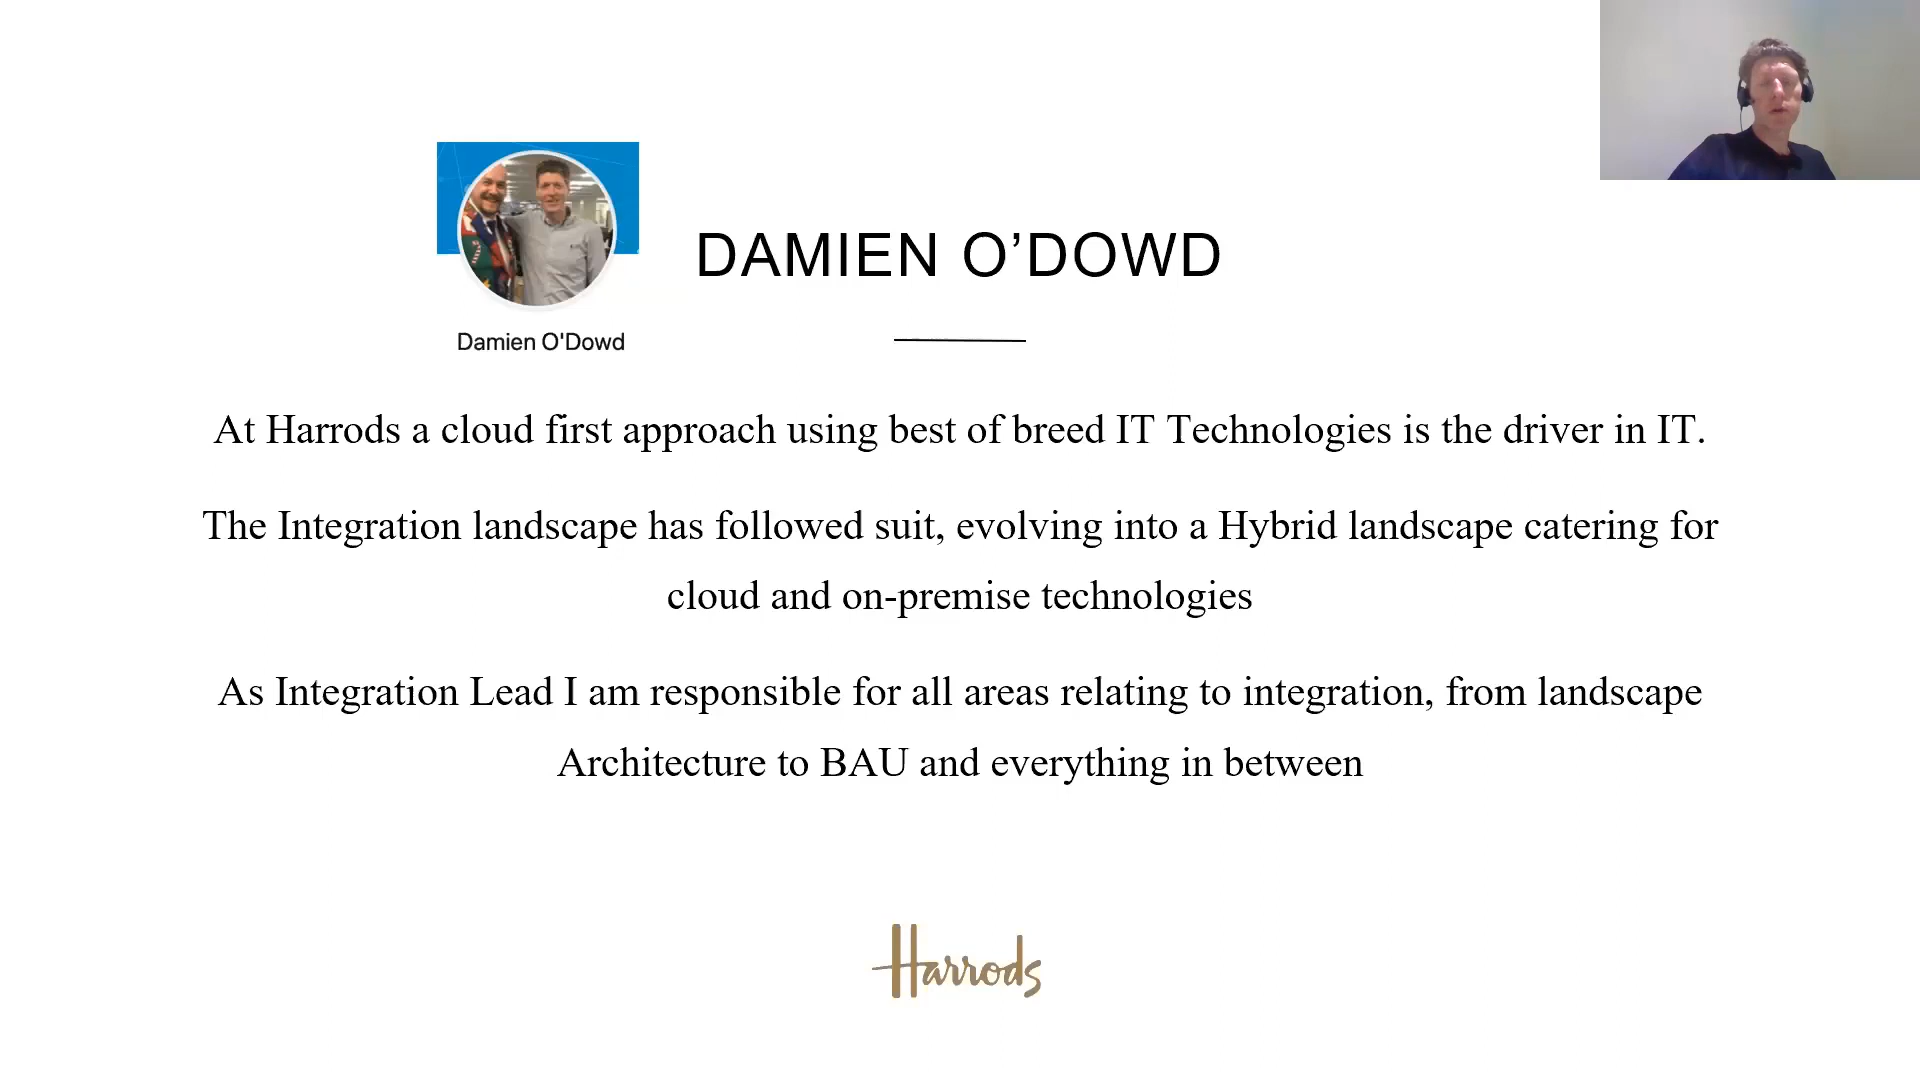 DAMIEN O’DOWD
Damien O'Dowd
At Harrods a cloud first approach using best of breed IT Technologies is the driver in IT.
The Integration landscape has followed suit, evolving into a Hybrid landscape catering for
cloud and on-premise technologies
As Integration Lead I am responsible for all areas relating to integration, from landscape
Architecture to BAU and everything in between
Harrods